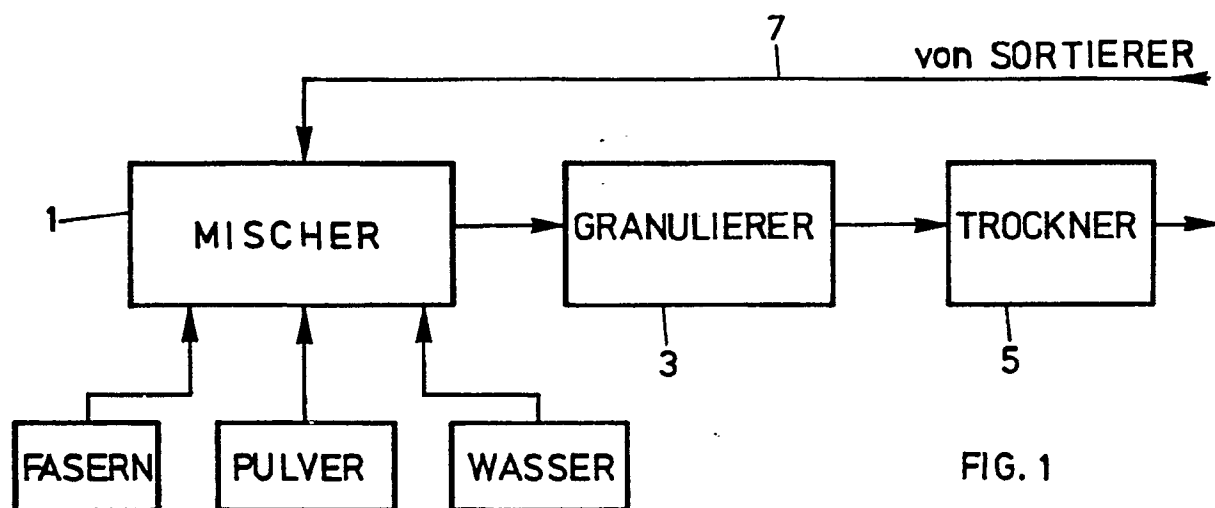 7
von SORTIERER
1
MISCHER
GRANULIERER
TROCKNER
3
5
FASERN
PULVER
WASSER
FIG. 1